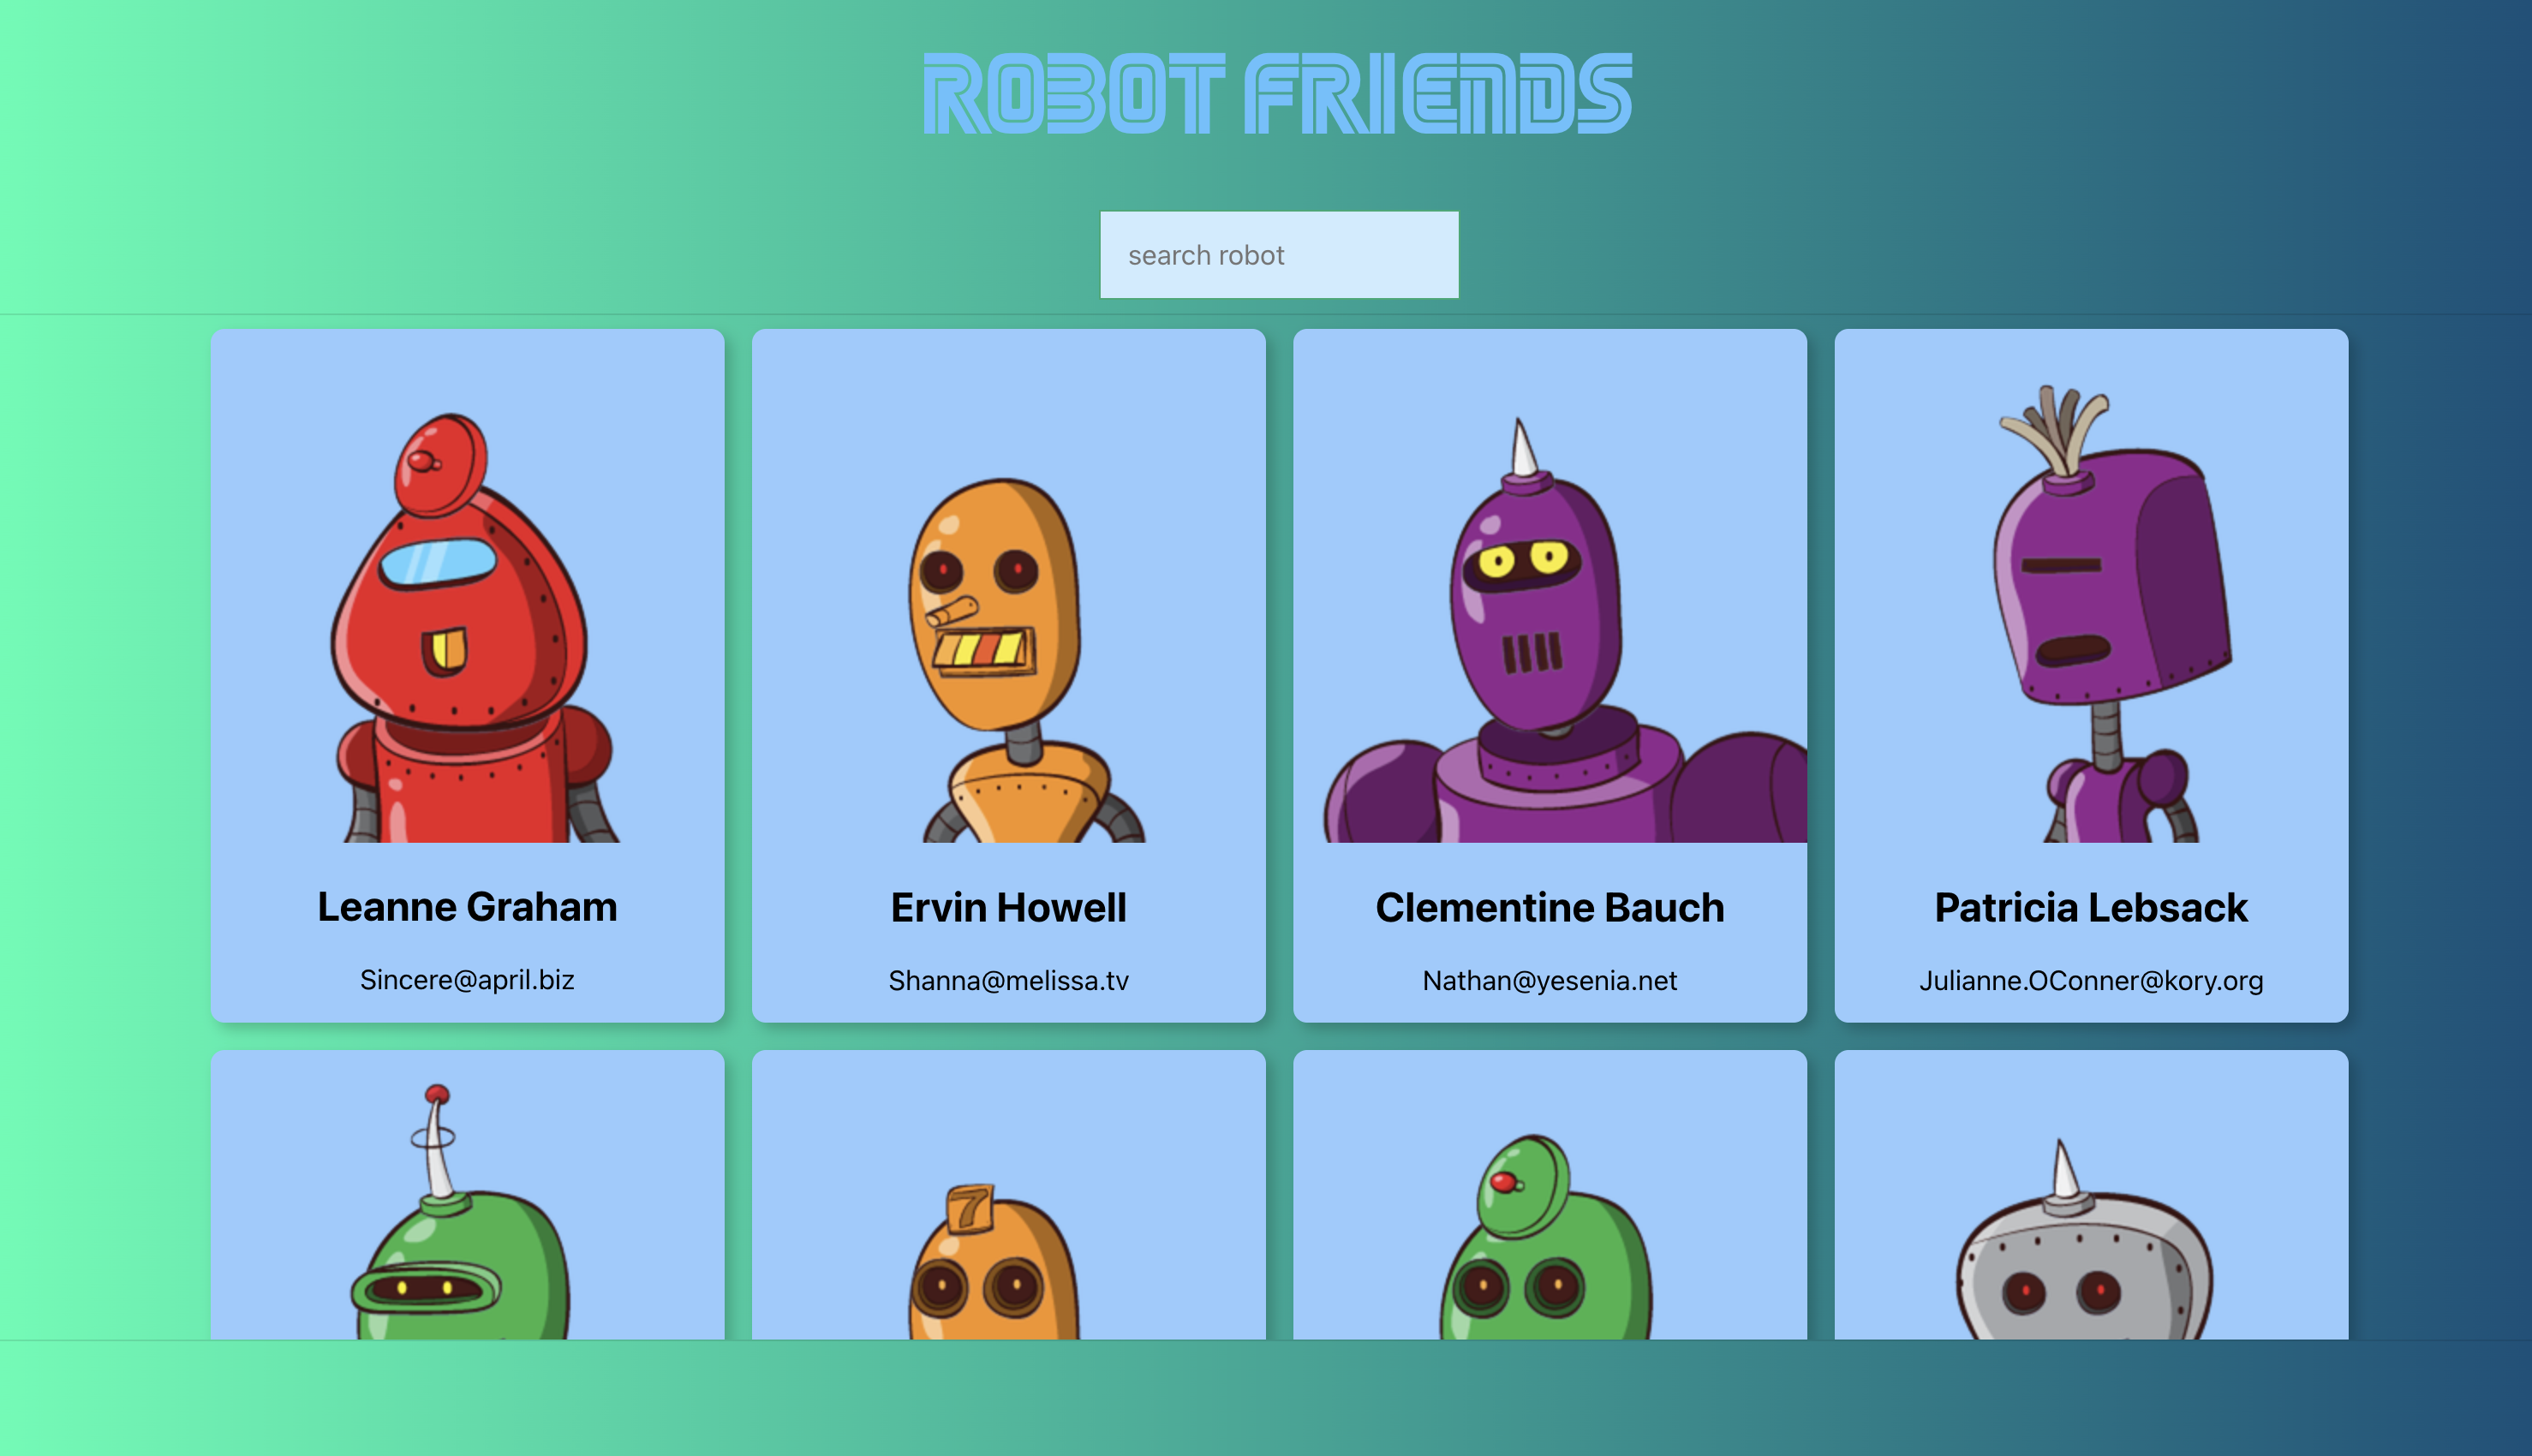 ROBOT FRIENDS
search robot
Leanne Graham
Ervin Howell
Clementine Bauch
Patricia Lebsack
Sincere@april.biz
Shanna@melissa.tv
Nathan@yesenia.net
Julianne.OConner@kory.org
7